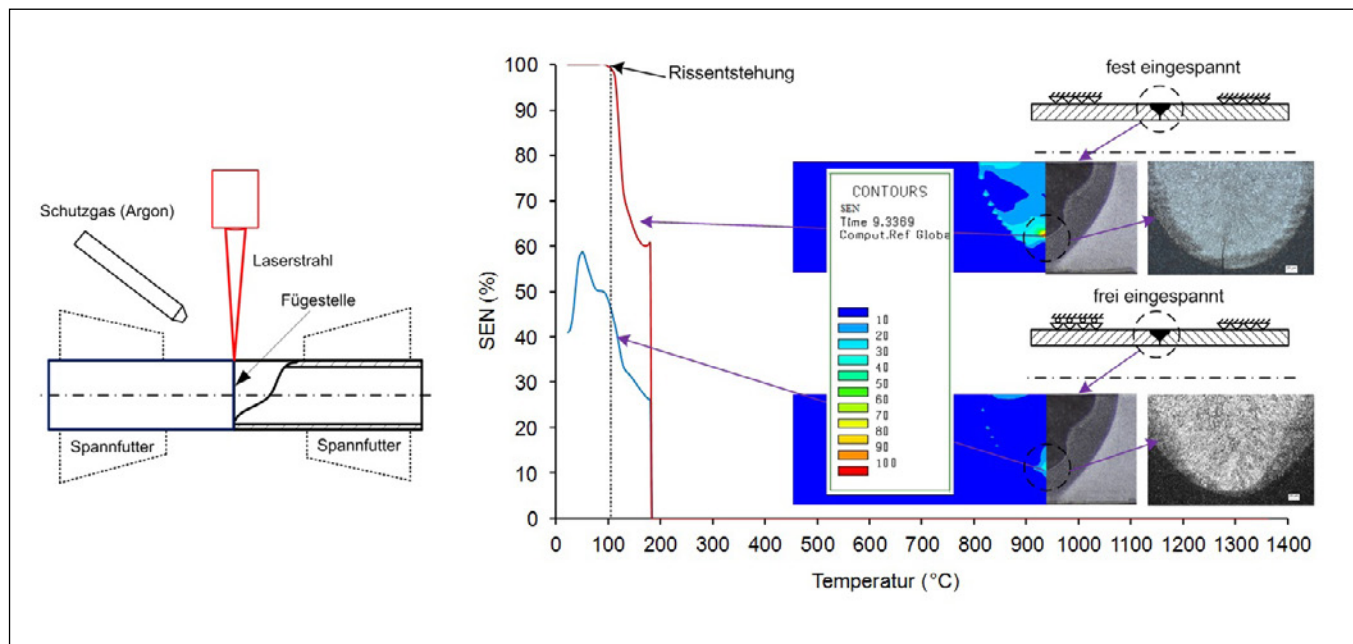 Schutzgas (Argon)
Laserstrahl
Fügestelle
Spannfutter
Spannfutter
SEN (%)
100
90
80
70
60
50
40
30
20
10
0
Rissentstehung
fest eingespannt
CONTOURS
SEN
Time 9.3369
Comput.Ref Globa
10
20
30
40
50
60
70
80
90
100
frei eingespannt
0
100
200
300
400
500
600
700
800
900
1000
1100
1200
1300
1400
Temperatur (°C)